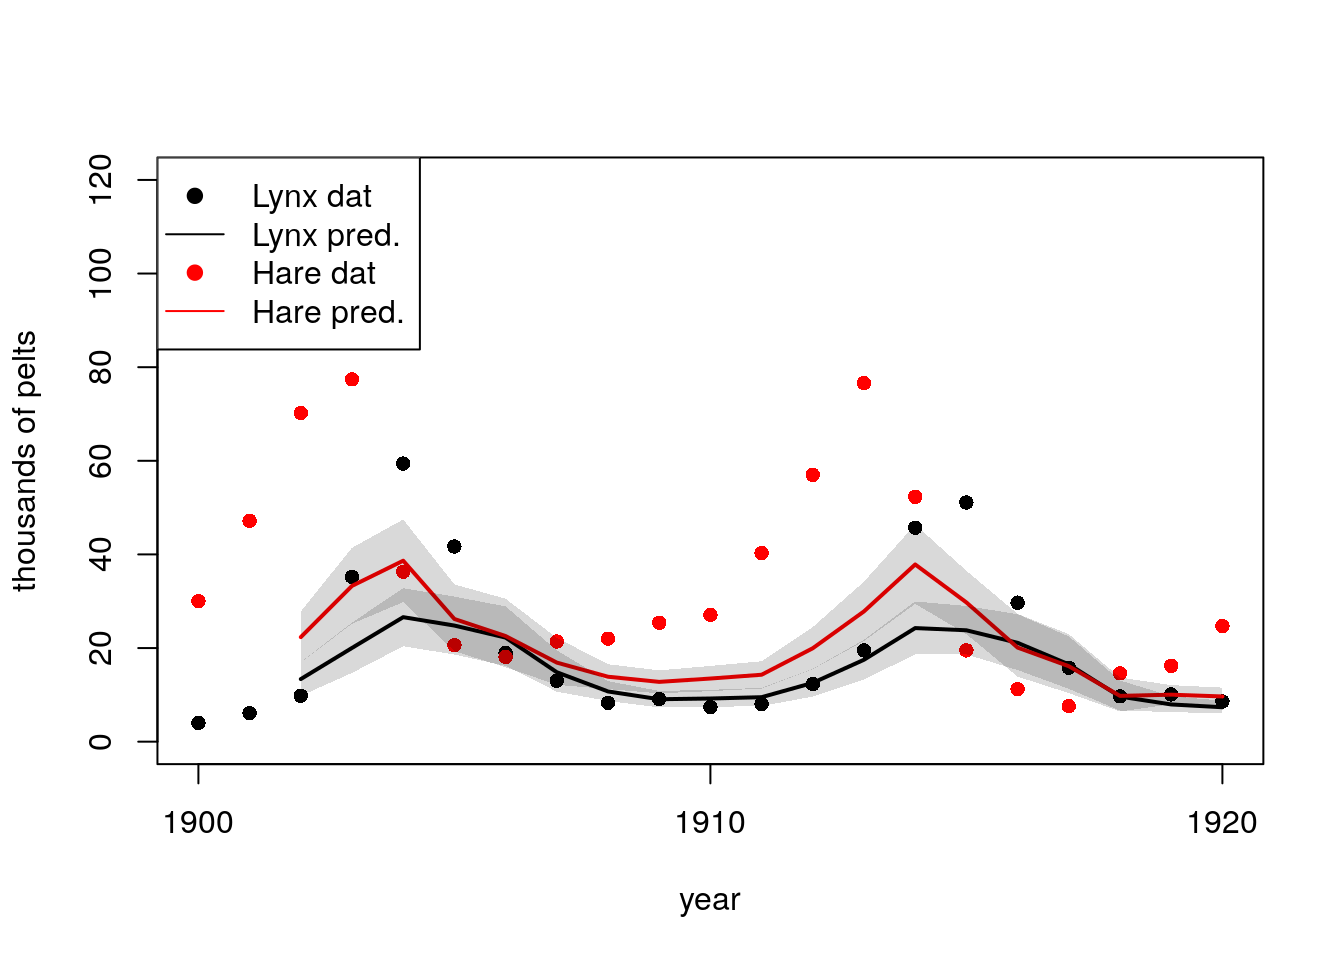 Lynx dat
Lynx pred.
Hare dat
Hare pred.
thousands of pelts
120
100
80
60
40
20
0
1900 1910 1920
year